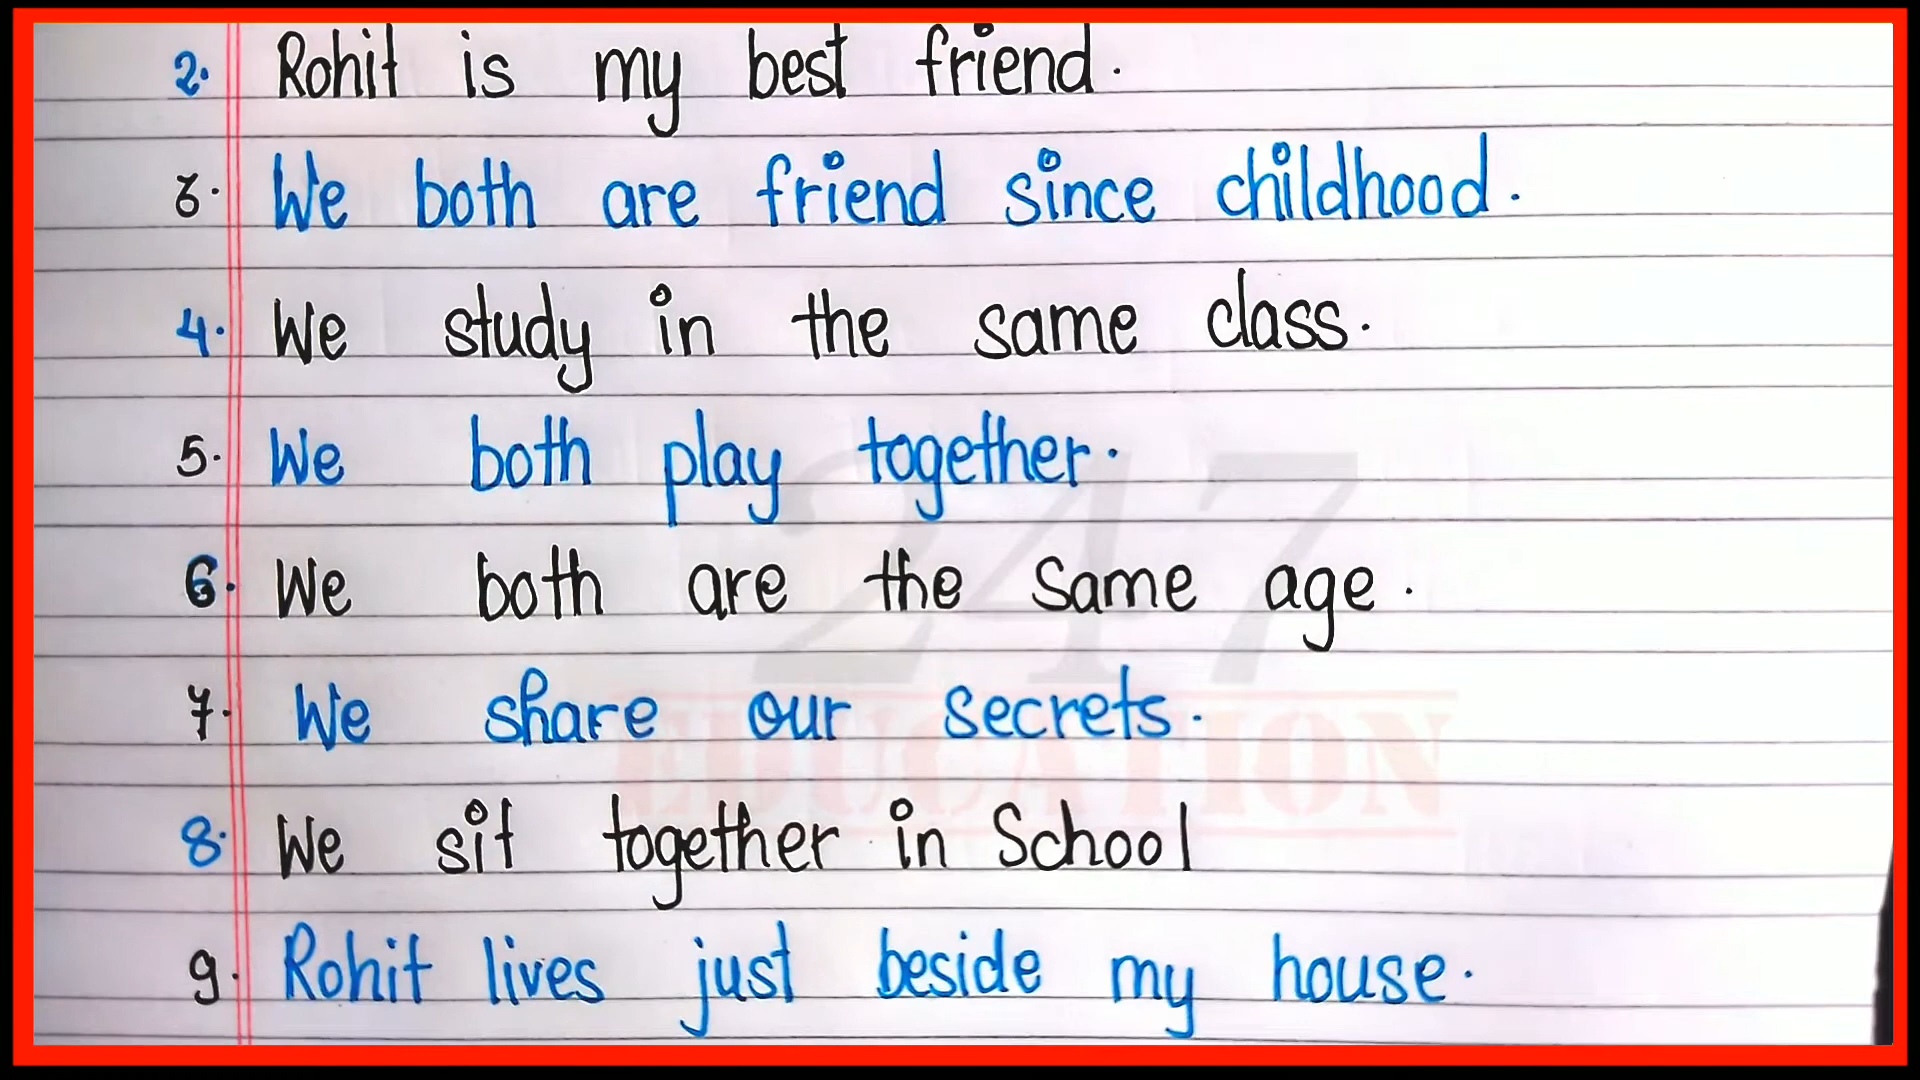 2. Rohit is my best friend.
3. We both are friend since childhood.
4. We study in the same class.
5. We both play together.
6. We both are the same age.
7. We share our secrets.
8. We sit together in School
9. Rohit lives just beside my house.
247
EDUCATION